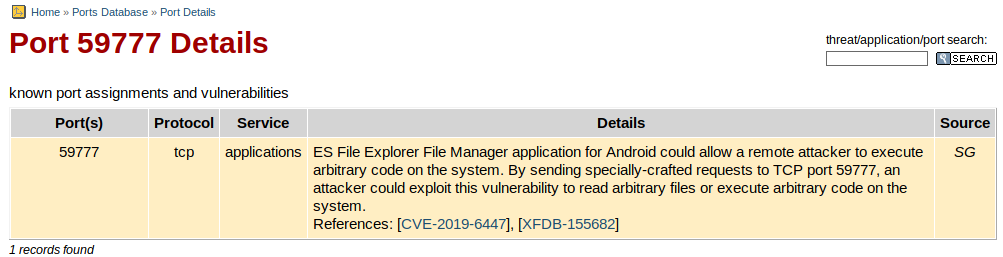 Home » Ports Database » Port Details
Port 59777 Details
threat/application/port search:
SEARCH
known port assignments and vulnerabilities
Port(s) Protocol Service Details Source
59777 tcp applications ES File Explorer File Manager application for Android could allow a remote attacker to execute SG
arbitrary code on the system. By sending specially-crafted requests to TCP port 59777, an
attacker could exploit this vulnerability to read arbitrary files or execute arbitrary code on the
system.
References: [CVE-2019-6447], [XFDB-155682]
1 records found